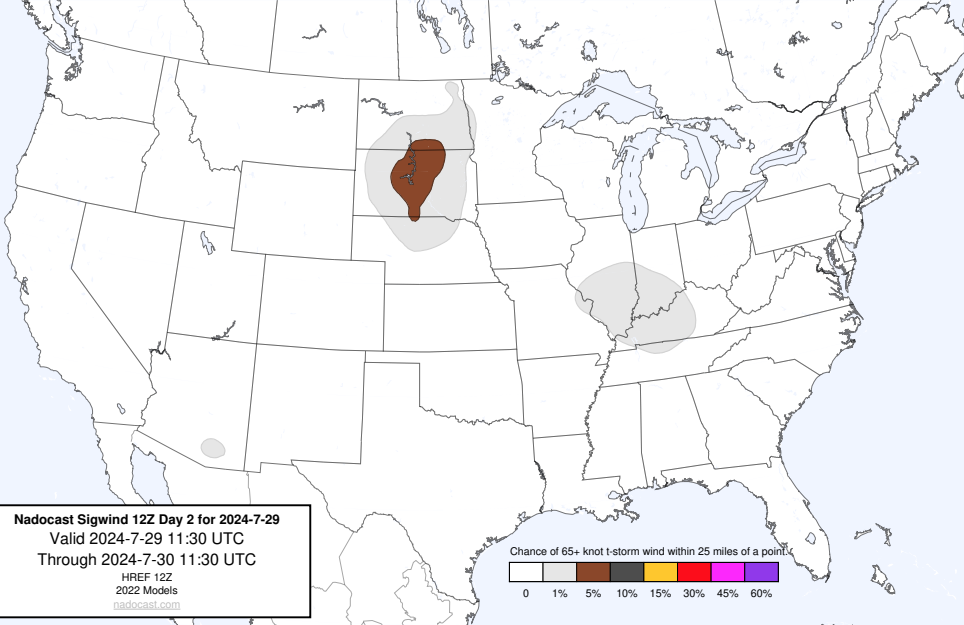 Nadocast Sigwind 12Z Day 2 for 2024-7-29
Valid 2024-7-29 11:30 UTC
Through 2024-7-30 11:30 UTC
HREF 12Z
2022 Models
nadocast.com
Chance of 65+ knot t-storm wind within 25 miles of a point.
0 1% 5% 10% 15% 30% 45% 60%